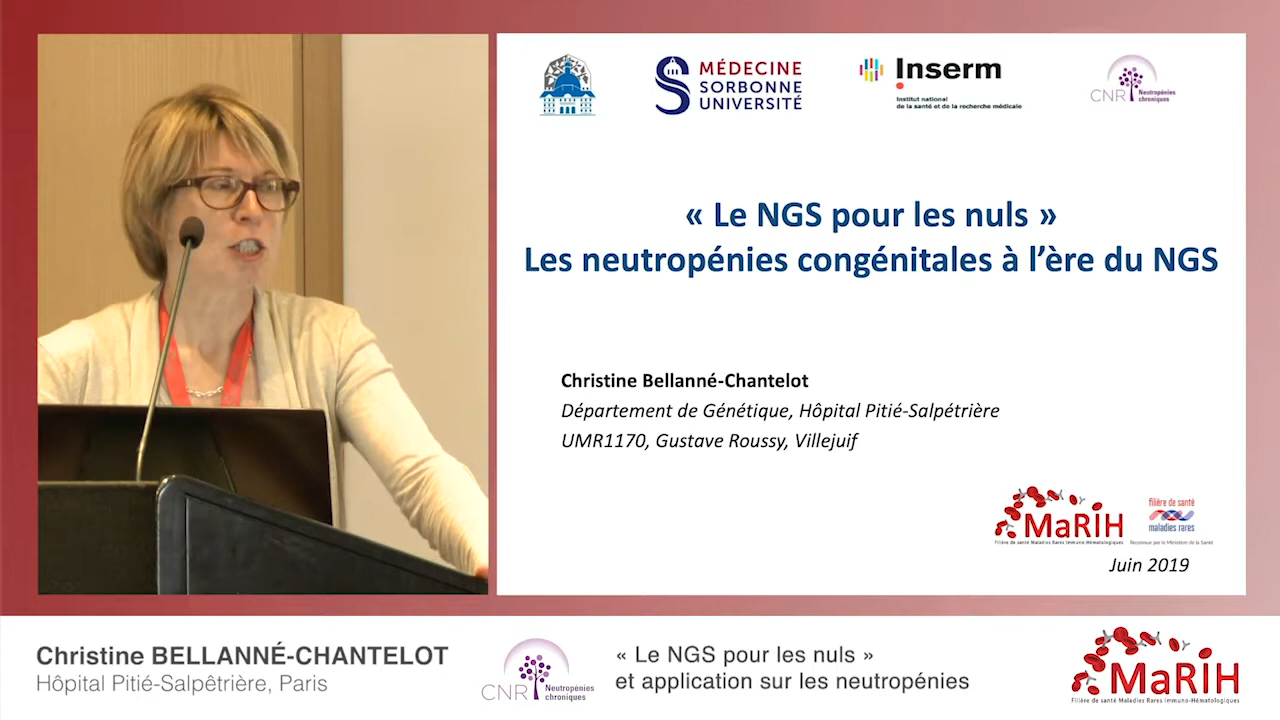 MÉDECINE
SORBONNE
UNIVERSITÉ
Inserm
Institut national
de la santé et de la recherche médicale
CNR Neutropénies
chroniques
« Le NGS pour les nuls »
Les neutropénies congénitales à l'ère du NGS
Christine Bellanné-Chantelot
Département de Génétique, Hôpital Pitié-Salpétrière
UMR1170, Gustave Roussy, Villejuif
MaRIH
Filière de santé Maladies Rares Immuno-Hématologiques
filière de santé
maladies rares
Reconnue par le Ministère de la Santé
Juin 2019
Christine BELLANNÉ-CHANTELOT
Hôpital Pitié-Salpêtrière, Paris
CNR Neutropénies
chroniques
« Le NGS pour les nuls »
et application sur les neutropénies
MaRIH
Filière de santé Maladies Rares Immuno-Hématologiques